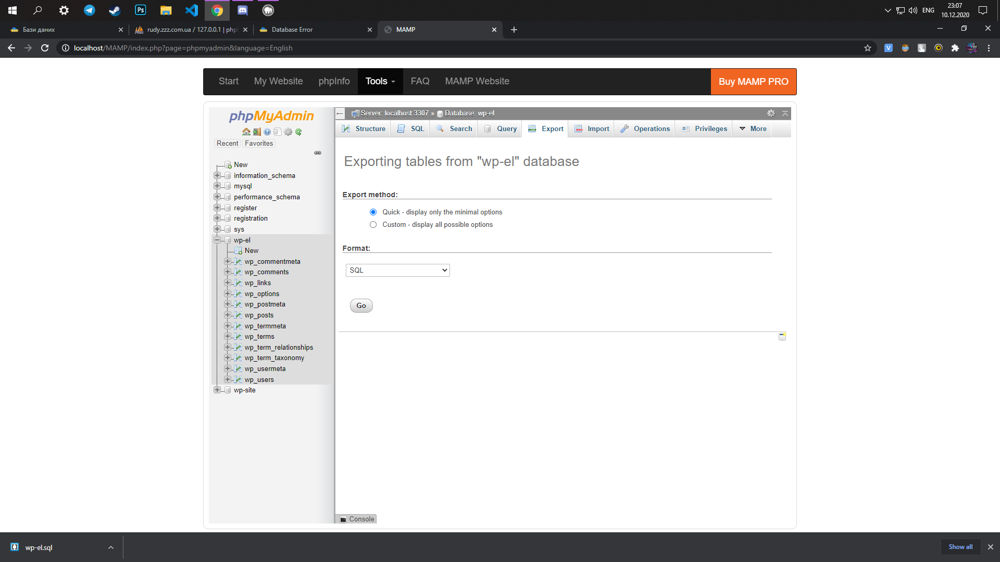 ENG
23:07
10.12.2020
Бази даних
rudy.zzz.com.ua / 127.0.0.1 | php
Database Error
MAMP
localhost/MAMP/index.php?page=phpmyadmin&language=English
Start
My Website
phpInfo
Tools
FAQ
MAMP Website
Buy MAMP PRO
phpMyAdmin
Recent
Favorites
New
information_schema
mysql
performance_schema
register
registration
sys
wp-el
New
wp_commentmeta
wp_comments
wp_links
wp_options
wp_postmeta
wp_posts
wp_termmeta
wp_terms
wp_term_relationships
wp_term_taxonomy
wp_usermeta
wp_users
wp-site
Server: localhost:3307 » Database: wp-el
Structure
SQL
Search
Query
Export
Import
Operations
Privileges
More
Exporting tables from "wp-el" database
Export method:
Quick - display only the minimal options
Custom - display all possible options
Format:
SQL
Go
Console
wp-el.sql
Show all